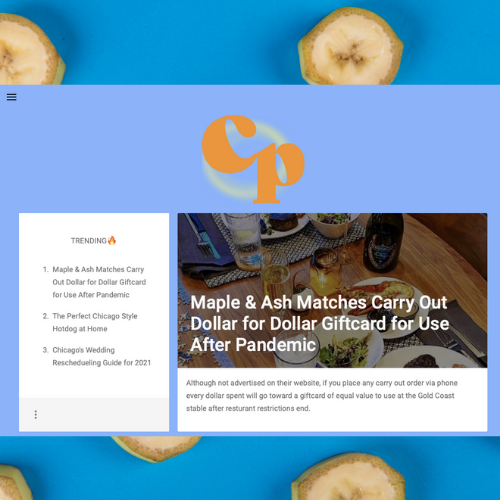 cp
TRENDING🔥
1. Maple & Ash Matches Carry
Out Dollar for Dollar Giftcard
for Use After Pandemic
2. The Perfect Chicago Style
Hotdog at Home
3. Chicago's Wedding
Reschedueling Guide for 2021
Maple & Ash Matches Carry Out
Dollar for Dollar Giftcard for Use
After Pandemic
Although not advertised on their website, if you place any carry out order via phone
every dollar spent will go toward a giftcard of equal value to use at the Gold Coast
stable after resturant restrictions end.